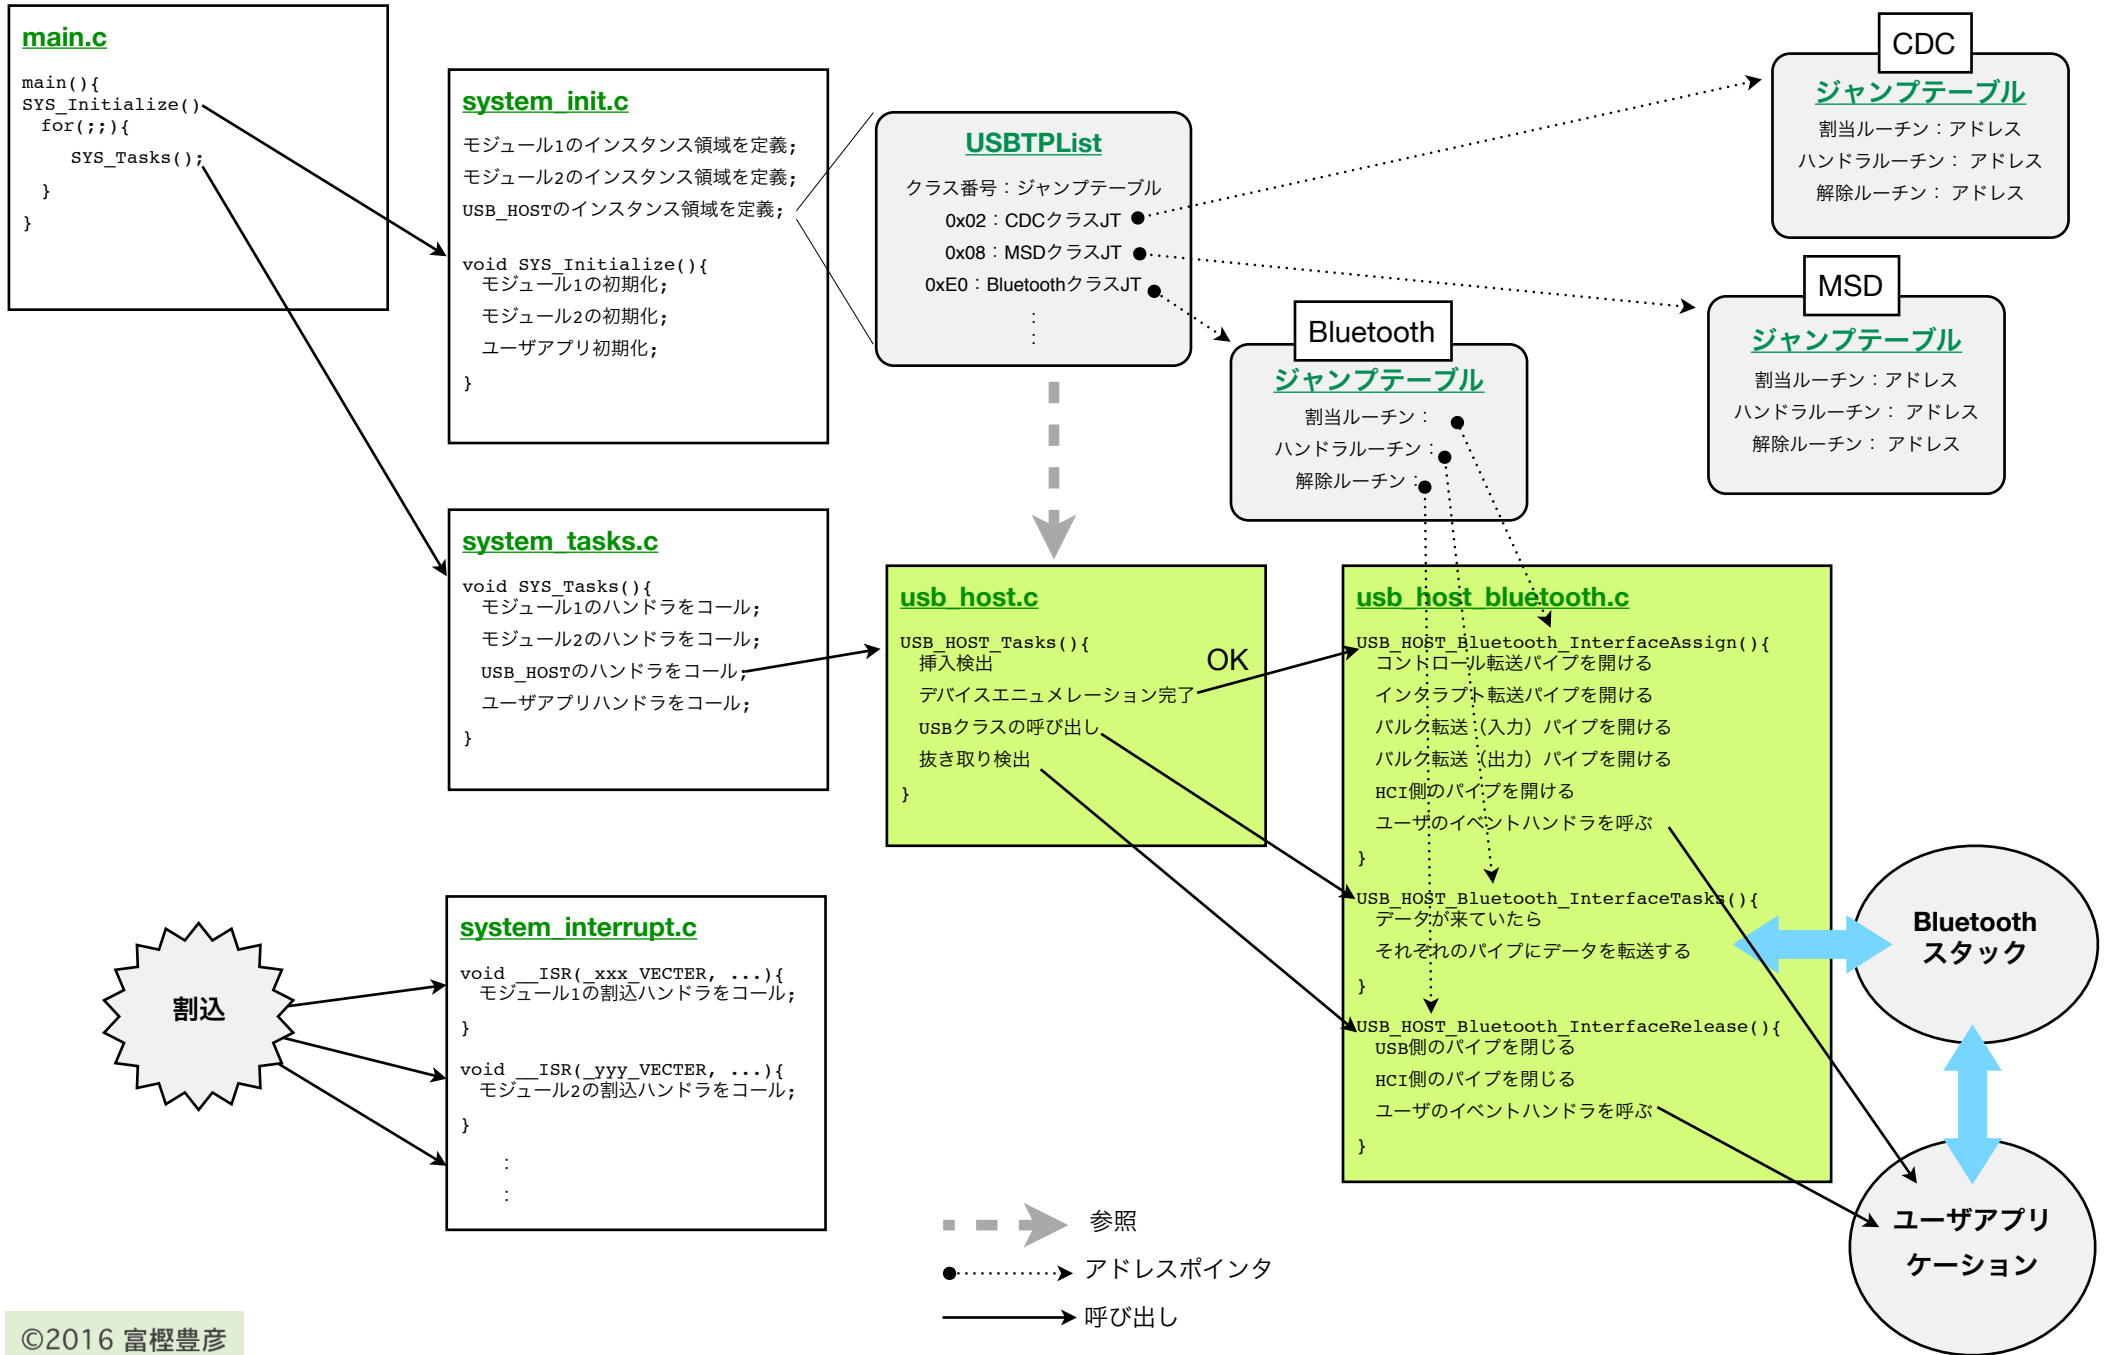 main.c
main(){
SYS_Initialize()
for(;;){
SYS_Tasks();
}
}
system_init.c
モジュール1のインスタンス領域を定義;
モジュール2のインスタンス領域を定義;
USB_HOSTのインスタンス領域を定義;
void SYS_Initialize(){
モジュール1の初期化;
モジュール2の初期化;
ユーザアプリ初期化;
}
USBTPList
クラス番号：ジャンプテーブル
0x02：CDCクラスJT
0x08：MSDクラスJT
0xE0：BluetoothクラスJT
：
：
CDC
ジャンプテーブル
割当ルーチン：アドレス
ハンドラルーチン： アドレス
解除ルーチン： アドレス
MSD
ジャンプテーブル
割当ルーチン：アドレス
ハンドラルーチン： アドレス
解除ルーチン： アドレス
Bluetooth
ジャンプテーブル
割当ルーチン：
ハンドラルーチン：
解除ルーチン：
system_tasks.c
void SYS_Tasks(){
モジュール1のハンドラをコール;
モジュール2のハンドラをコール;
USB_HOSTのハンドラをコール;
ユーザアプリハンドラをコール;
}
usb_host.c
USB_HOST_Tasks(){
挿入検出
デバイスエニュメレーション完了
USBクラスの呼び出し
抜き取り検出
}
OK
usb_host_bluetooth.c
USB_HOST_Bluetooth_InterfaceAssign(){
コントロール転送パイプを開ける
インタラプト転送パイプを開ける
バルク転送（入力）パイプを開ける
バルク転送（出力）パイプを開ける
HCI側のパイプを開ける
ユーザのイベントハンドラを呼ぶ
}
USB_HOST_Bluetooth_InterfaceTasks(){
データが来ていたら
それぞれのパイプにデータを転送する
}
USB_HOST_Bluetooth_InterfaceRelease(){
USB側のパイプを閉じる
HCI側のパイプを閉じる
ユーザのイベントハンドラを呼ぶ
}
Bluetooth
スタック
ユーザアプリ
ケーション
割込
system_interrupt.c
void __ISR(_xxx_VECTER, ...){
モジュール1の割込ハンドラをコール;
}
void __ISR(_yyy_VECTER, ...){
モジュール2の割込ハンドラをコール;
}
：
：
参照
アドレスポインタ
呼び出し
©2016 富樫豊彦